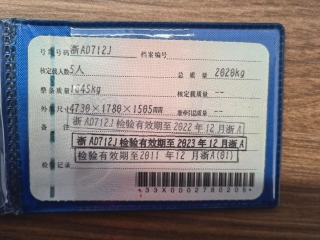 号牌号码 浙AD712J 档案编号
核定载人数 5人 总质量 2020kg
整备质量 1645kg 核定载质量 --
外廓尺寸 4730×1780×1505mm 准牵引总质量 --
备注 浙AD712J 检验有效期至2022年12月浙A
浙AD712J检验有效期至2023年12月浙A
检验有效期至2011年12月浙A(01)
检验记录
*33X0002780205*